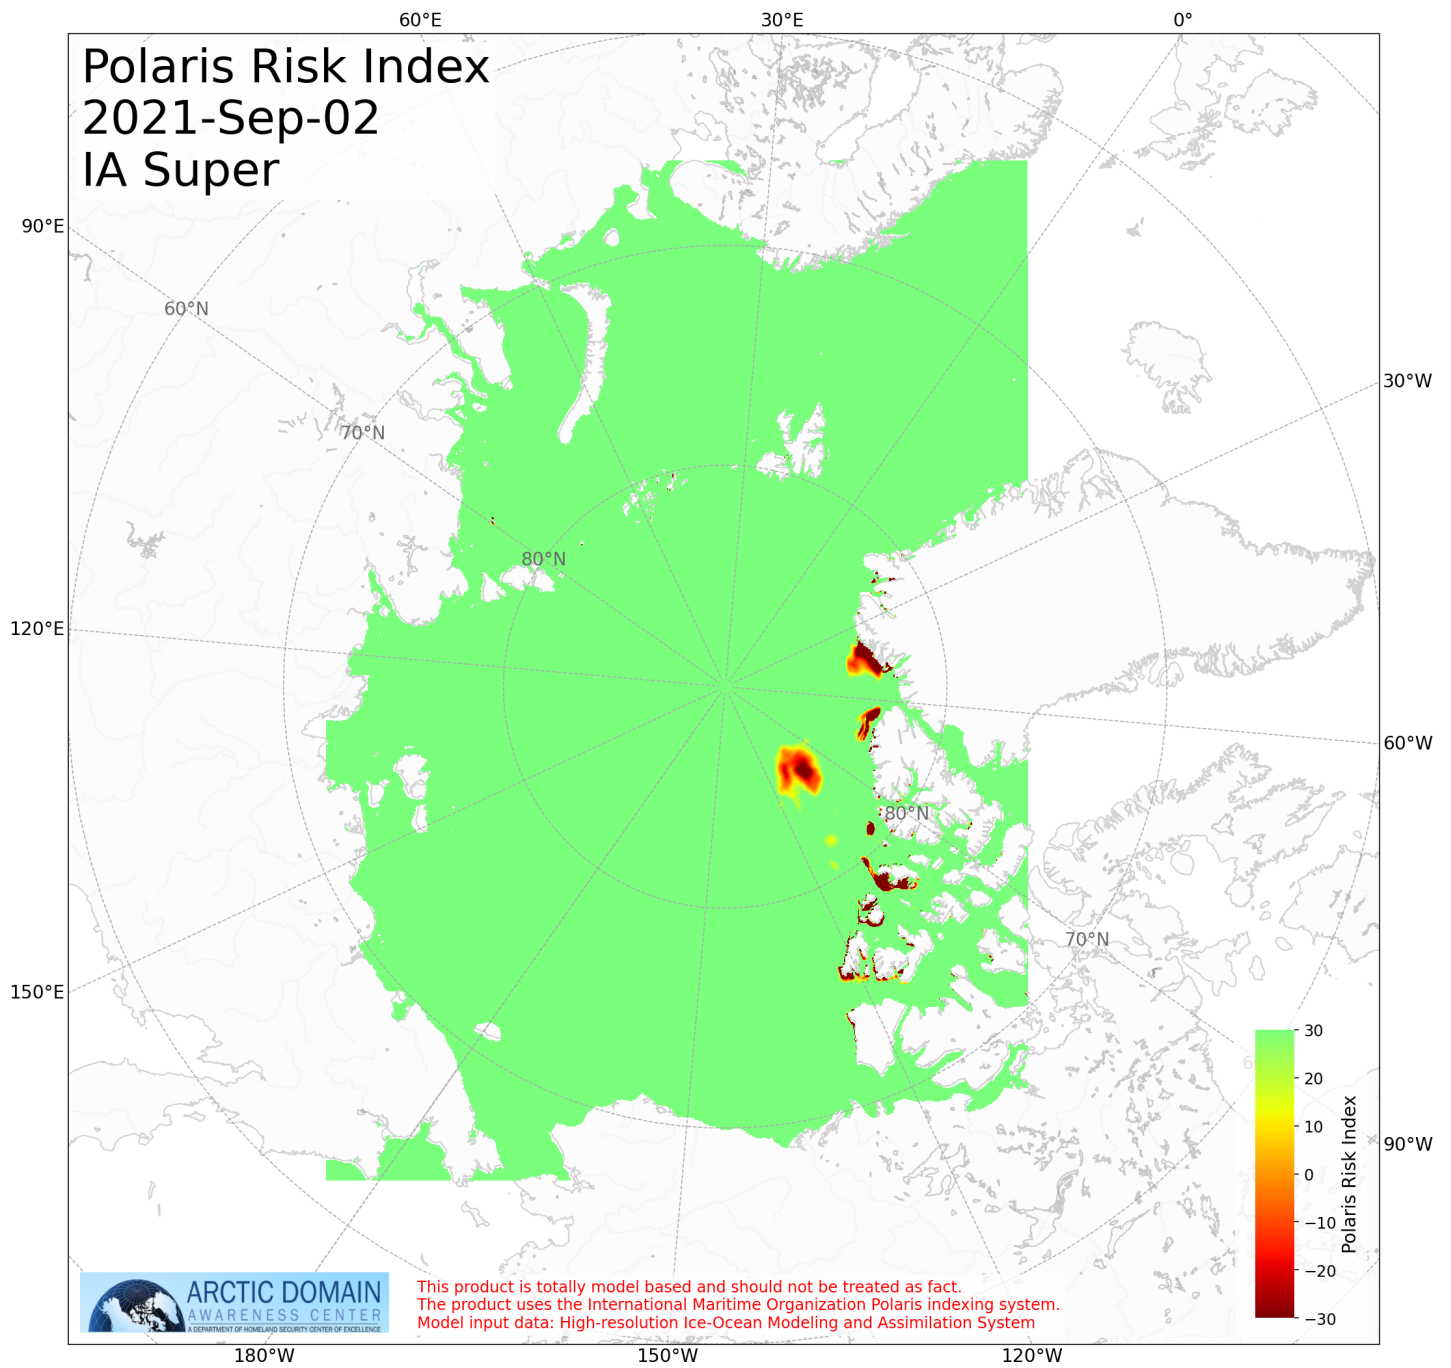 60°E
30°E
0°
Polaris Risk Index
2021-Sep-02
IA Super
90°E
60°N
30°W
70°N
80°N
120°E
60°W
80°N
70°N
150°E
30
20
10
0
−10
−20
−30
Polaris Risk Index
90°W
ARCTIC DOMAIN
AWARENESS CENTER
A DEPARTMENT OF HOMELAND SECURITY CENTER OF EXCELLENCE
This product is totally model based and should not be treated as fact.
The product uses the International Maritime Organization Polaris indexing system.
Model input data: High-resolution Ice-Ocean Modeling and Assimilation System
180°W
150°W
120°W